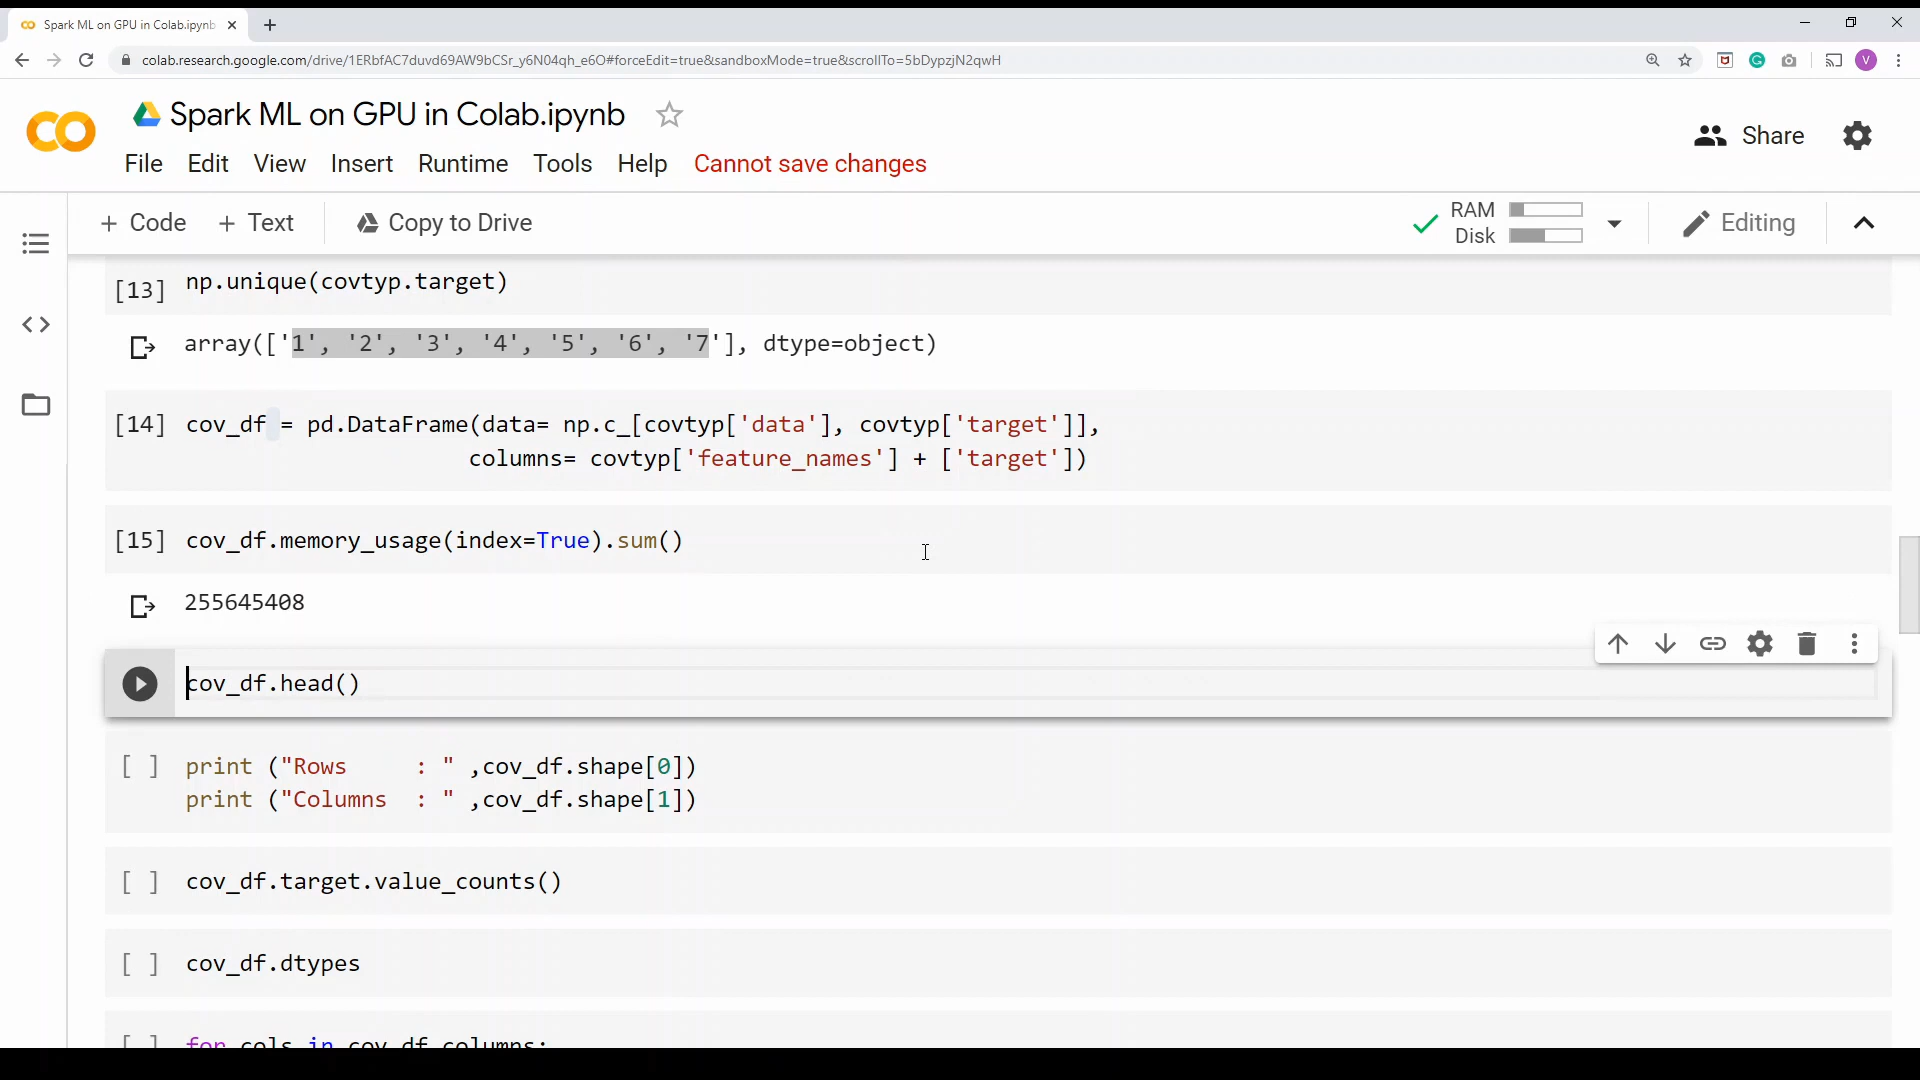 Spark ML on GPU in Colab.ipynb
colab.research.google.com/drive/1ERbfAC7duvd69AW9bCSr_y6N04qh_e6O#forceEdit=true&sandboxMode=true&scrollTo=5bDypzjN2qwH
V
Spark ML on GPU in Colab.ipynb
Share
File Edit View Insert Runtime Tools Help Cannot save changes
+ Code + Text Copy to Drive
RAM
Disk
Editing
[13] np.unique(covtyp.target)
array(['1', '2', '3', '4', '5', '6', '7'], dtype=object)
[14] cov_df = pd.DataFrame(data= np.c_[covtyp['data'], covtyp['target']],
columns= covtyp['feature_names'] + ['target'])
[15] cov_df.memory_usage(index=True).sum()
255645408
cov_df.head()
[ ] print ("Rows     : " ,cov_df.shape[0])
print ("Columns  : " ,cov_df.shape[1])
[ ] cov_df.target.value_counts()
[ ] cov_df.dtypes
[ ] for cols in cov_df.columns: